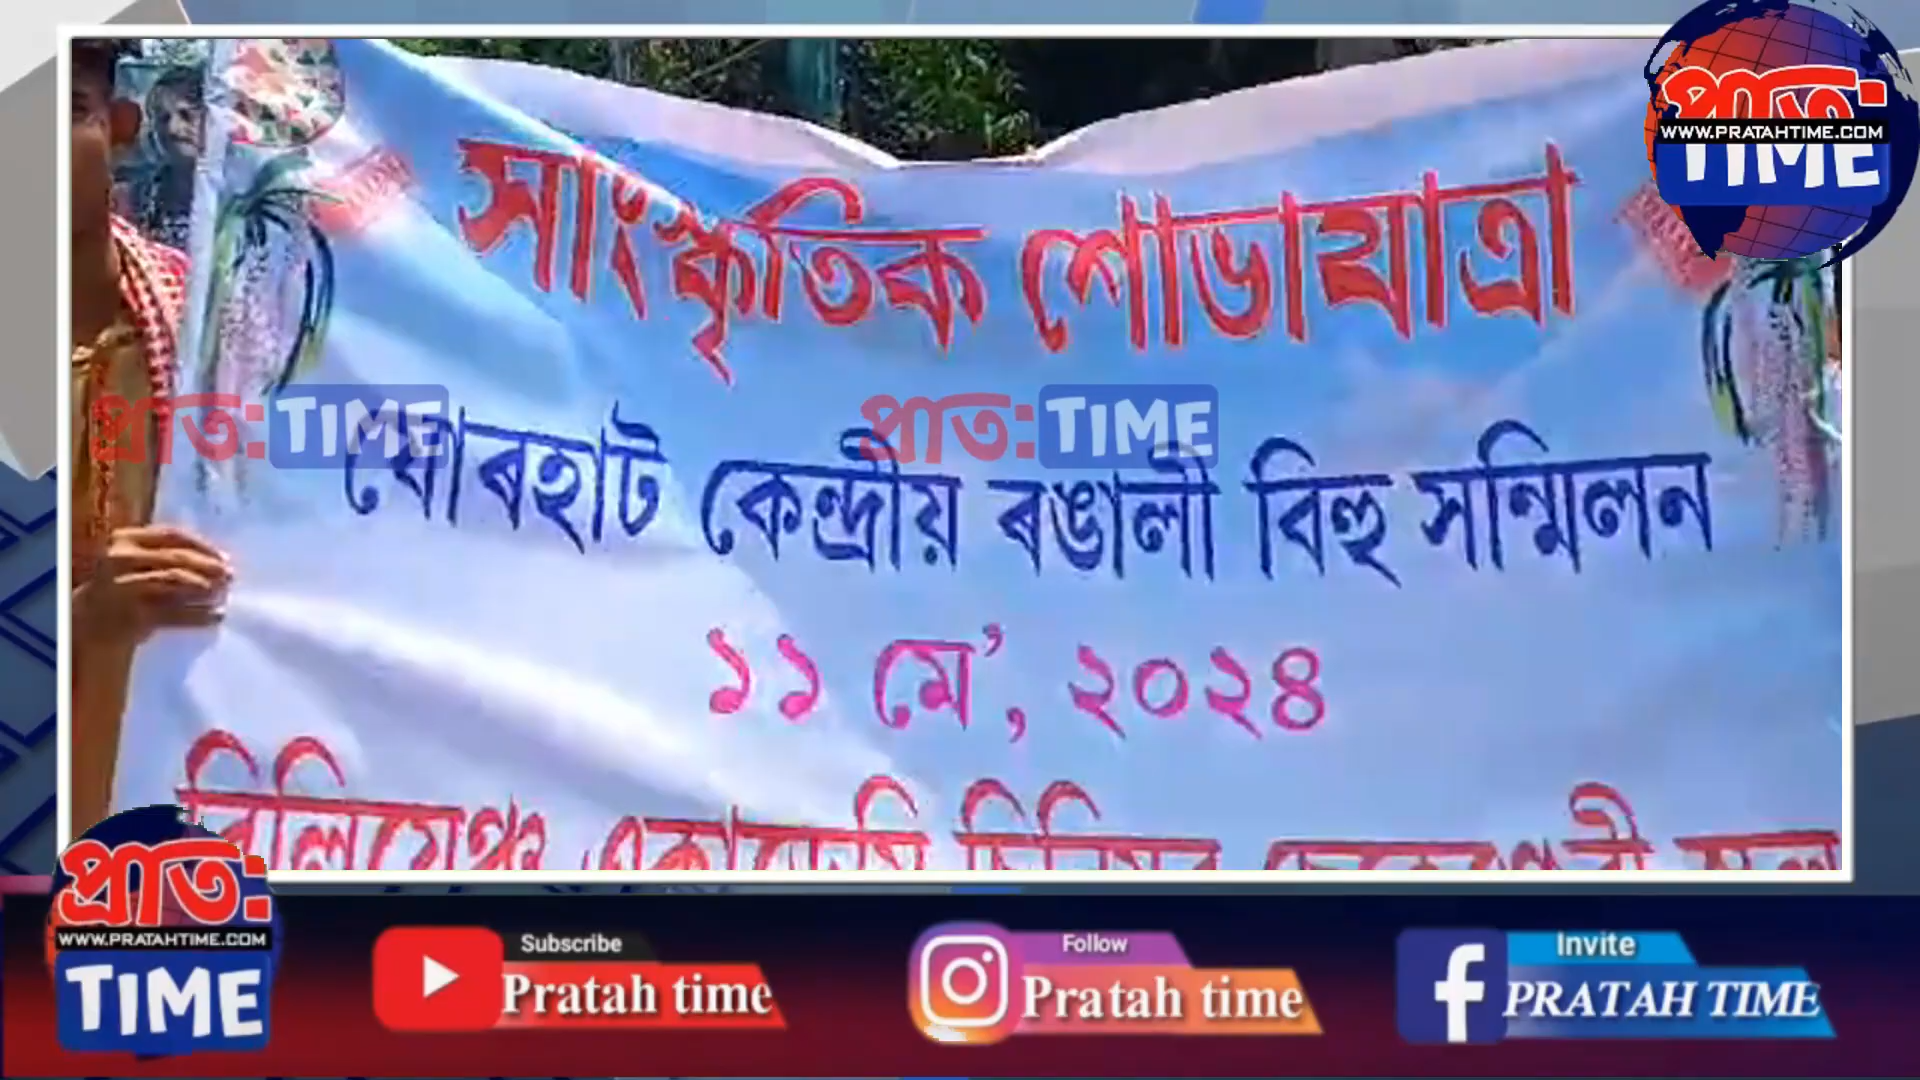 প্ৰাত:
WWW.PRATAHTIME.COM
TIME
সাংস্কৃতিক শোভাযাত্ৰা
প্ৰাত: TIME
প্ৰাত: TIME
যোৰহাট কেন্দ্ৰীয় ৰঙালী বিহু সন্মিলন
১১ মে', ২০২৪
প্ৰাত:
WWW.PRATAHTIME.COM
TIME
Subscribe
Pratah time
Follow
Pratah time
Invite
PRATAH TIME